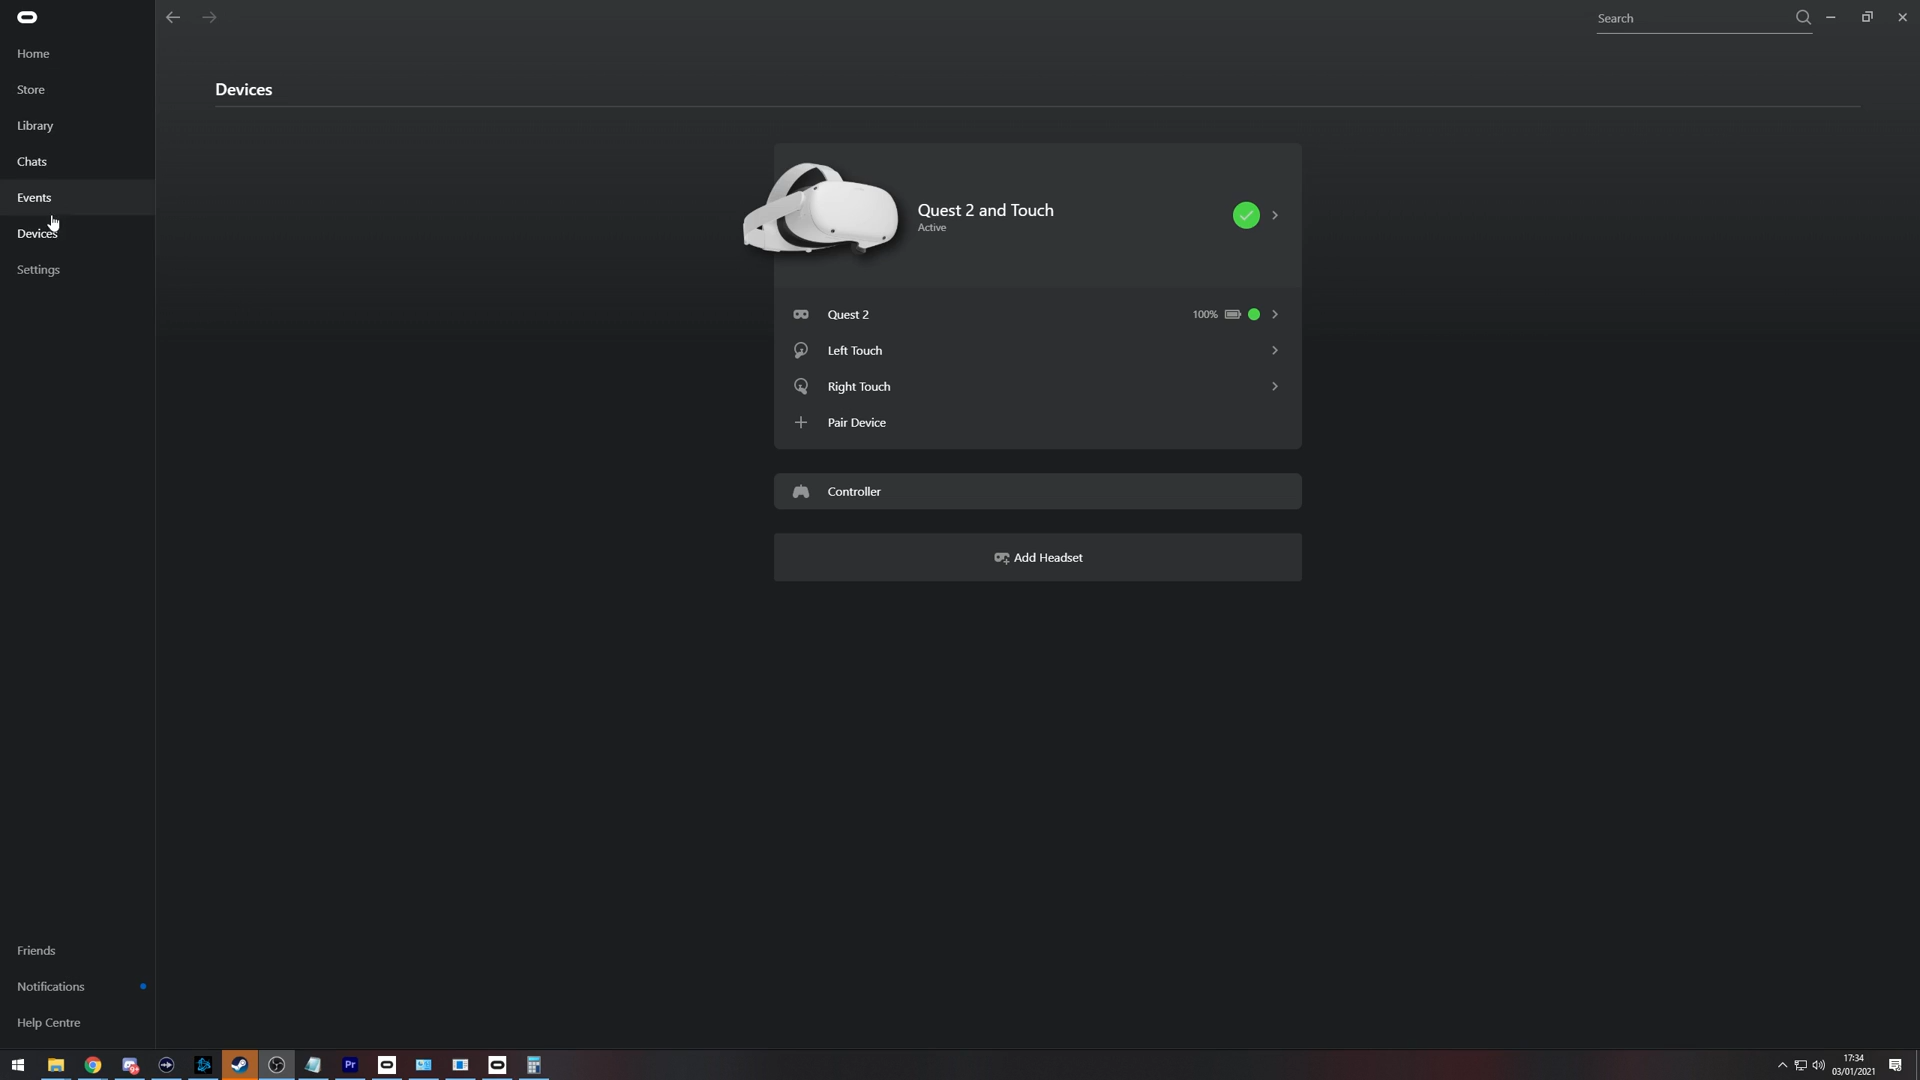 Search
Home
Store
Library
Chats
Events
Devices
Settings
Devices
Quest 2 and Touch
Active
Quest 2
100%
Left Touch
Right Touch
Pair Device
Controller
Add Headset
Friends
Notifications
Help Centre
Pr
17:34
03/01/2021